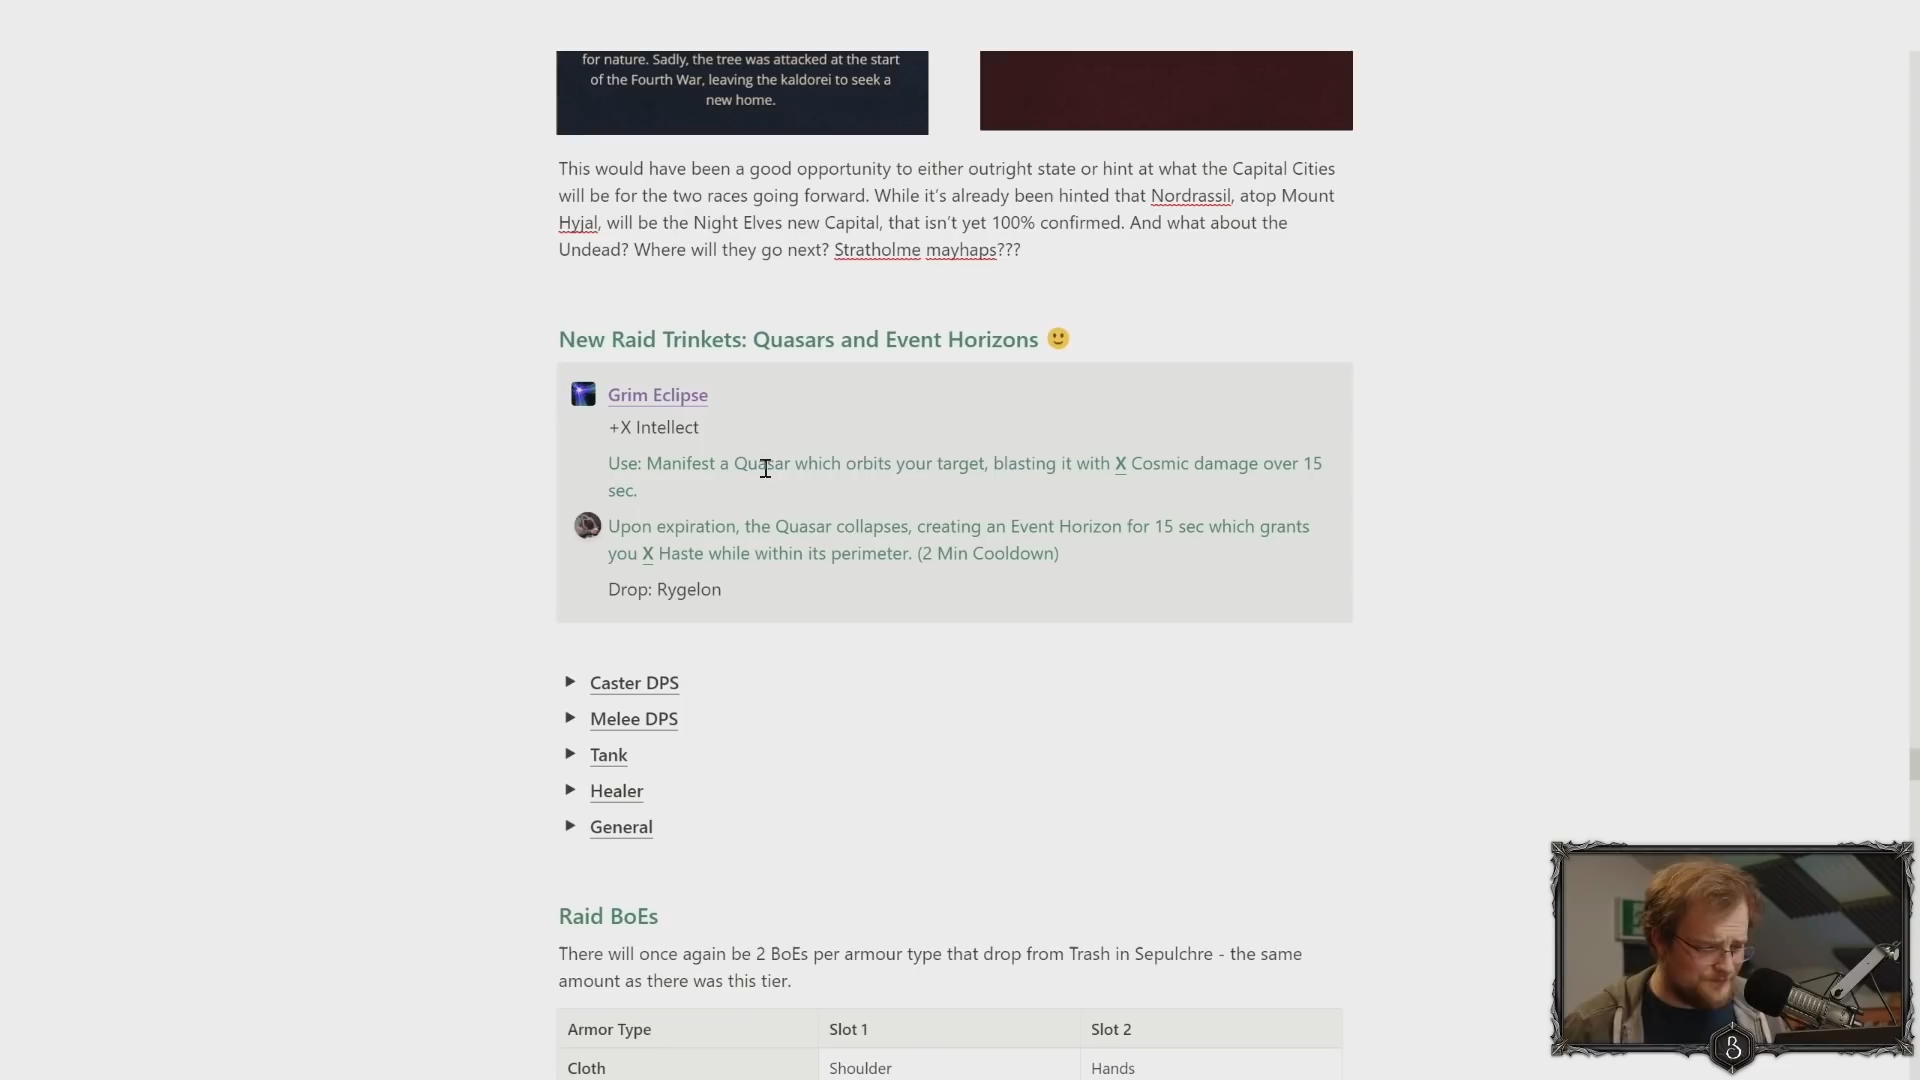 for nature. Sadly, the tree was attacked at the start
of the Fourth War, leaving the kaldorei to seek a
new home.
This would have been a good opportunity to either outright state or hint at what the Capital Cities
will be for the two races going forward. While it's already been hinted that Nordrassil, atop Mount
Hyjal, will be the Night Elves new Capital, that isn't yet 100% confirmed. And what about the
Undead? Where will they go next? Stratholme mayhaps???
New Raid Trinkets: Quasars and Event Horizons 🙂
Grim Eclipse
+X Intellect
Use: Manifest a Quasar which orbits your target, blasting it with X Cosmic damage over 15
sec.
Upon expiration, the Quasar collapses, creating an Event Horizon for 15 sec which grants
you X Haste while within its perimeter. (2 Min Cooldown)
Drop: Rygelon
Caster DPS
Melee DPS
Tank
Healer
General
Raid BoEs
There will once again be 2 BoEs per armour type that drop from Trash in Sepulchre - the same
amount as there was this tier.
Armor Type Slot 1 Slot 2
Cloth Shoulder Hands
B